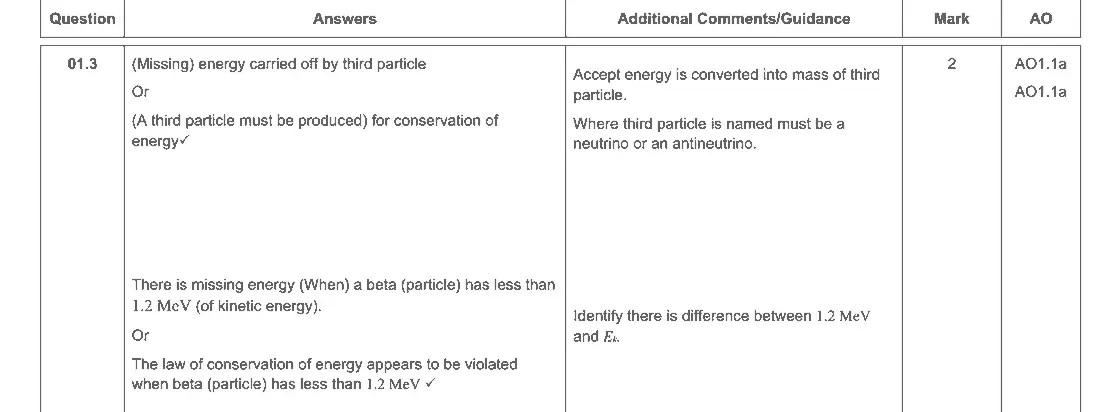 Question Answers Additional Comments/Guidance Mark AO
01.3 (Missing) energy carried off by third particle
Or
(A third particle must be produced) for conservation of
energy✓
There is missing energy (When) a beta (particle) has less than
1.2 MeV (of kinetic energy).
Or
The law of conservation of energy appears to be violated
when beta (particle) has less than 1.2 MeV ✓
Accept energy is converted into mass of third
particle.
Where third particle is named must be a
neutrino or an antineutrino.
Identify there is difference between 1.2 MeV
and Eₖ.
2
AO1.1a
AO1.1a